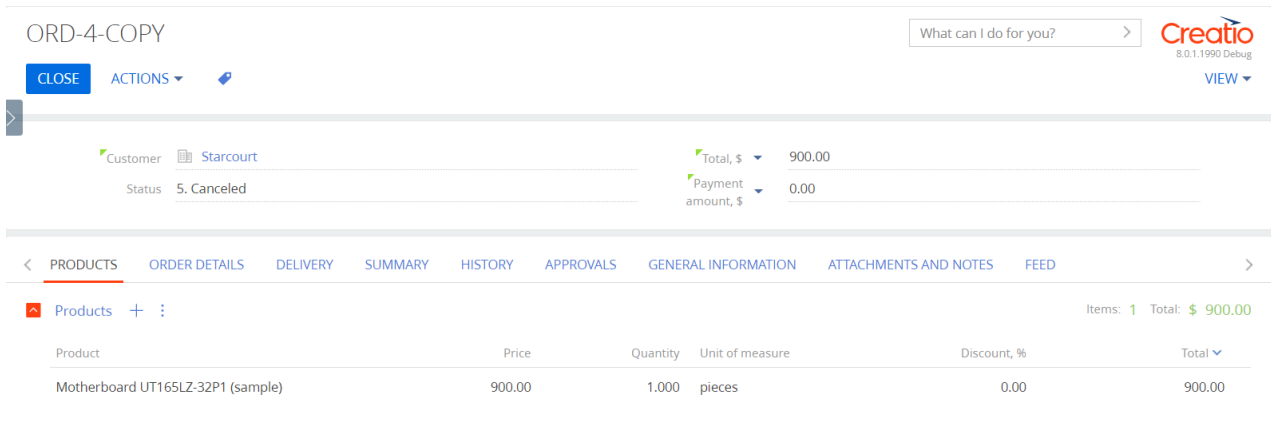 ORD-4-COPY
What can I do for you?
Creatio
8.0.1.1990 Debug
CLOSE ACTIONS VIEW
Customer Starcourt Total, $ 900.00
Status 5. Canceled Payment amount, $ 0.00
PRODUCTS ORDER DETAILS DELIVERY SUMMARY HISTORY APPROVALS GENERAL INFORMATION ATTACHMENTS AND NOTES FEED
Products + Items: 1 Total: $ 900.00
Product Price Quantity Unit of measure Discount, % Total
Motherboard UT165LZ-32P1 (sample) 900.00 1.000 pieces 0.00 900.00